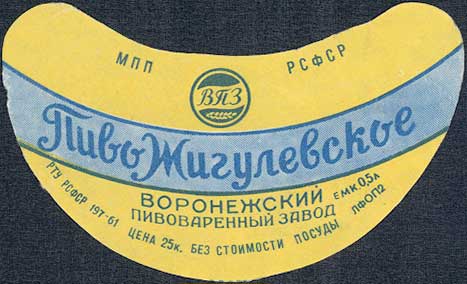 МПП РСФСР
ВПЗ
Пиво Жигулевское
ВОРОНЕЖСКИЙ
ПИВОВАРЕННЫЙ ЗАВОД
ЕМК. 0,5Л
РТУ РСФСР 197-61 ЦЕНА 25к. БЕЗ СТОИМОСТИ ПОСУДЫ ЛФОП2